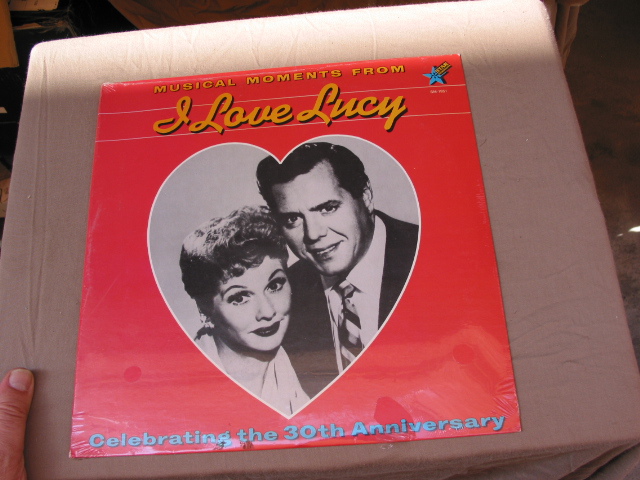 MUSICAL MOMENTS FROM
I Love Lucy
Celebrating the 30th Anniversary